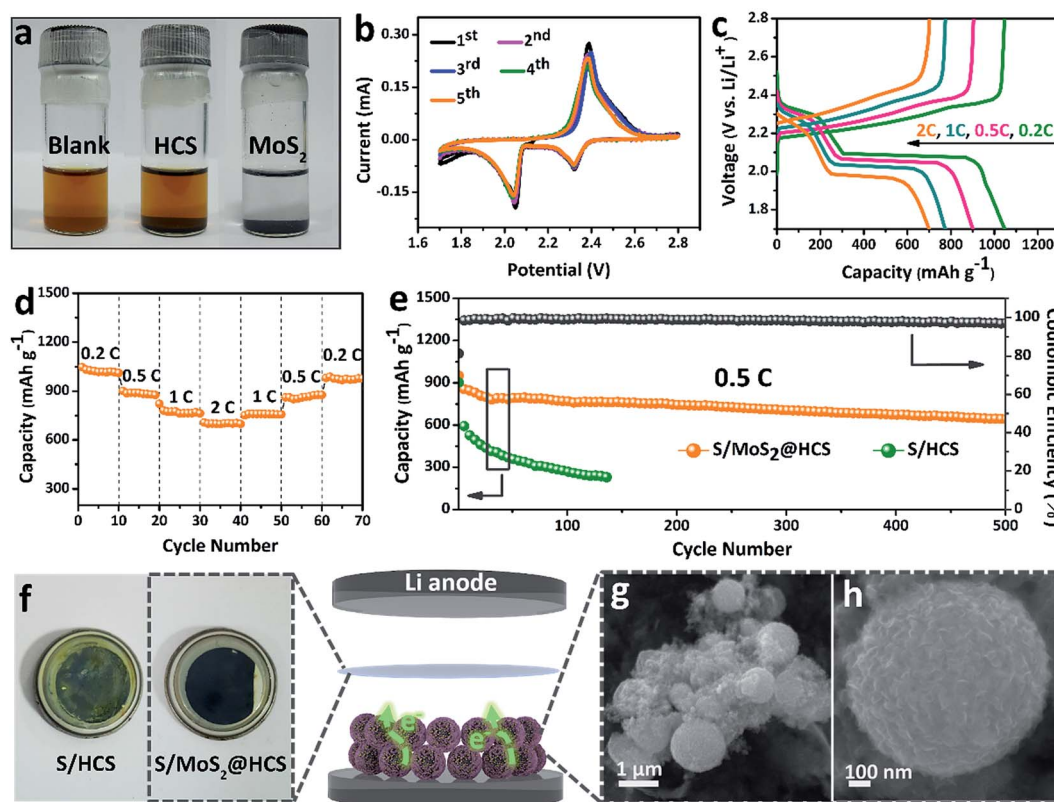 a
Blank
HCS
MoS₂
b
1ˢᵗ
2ⁿᵈ
3ʳᵈ
4ᵗʰ
5ᵗʰ
0.30
0.15
0.00
-0.15
Current (mA)
1.6 1.8 2.0 2.2 2.4 2.6 2.8
Potential (V)
c
2.8
2.6
2.4
2.2
2.0
1.8
Voltage (V vs. Li/Li⁺)
2C, 1C, 0.5C, 0.2C
0 200 400 600 800 1000 1200
Capacity (mAh g⁻¹)
d
1500
1250
1000
750
500
250
Capacity (mAh g⁻¹)
0.2 C
0.5 C
1 C
2 C
1 C
0.5 C
0.2 C
0 10 20 30 40 50 60 70
Cycle Number
e
1500
1200
900
600
300
0
Capacity (mAh g⁻¹)
0.5 C
S/MoS₂@HCS
S/HCS
100
80
60
40
20
0
Coulombit Efficiency (%)
100 200 300 400 500
Cycle Number
f
S/HCS
S/MoS₂@HCS
Li anode
e⁻
e⁻
g
1 μm
h
100 nm